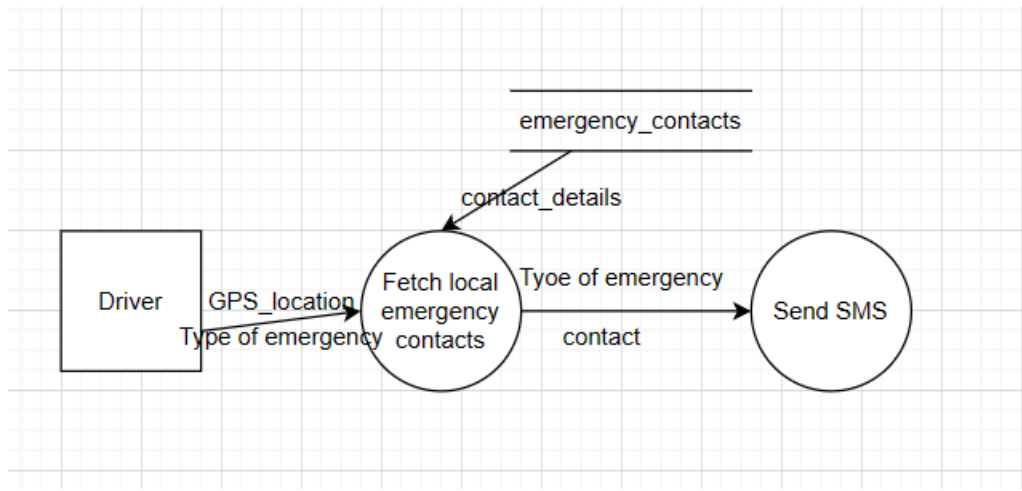 emergency_contacts
contact_details
Driver
GPS_location
Type of emergency
Fetch local
emergency
contacts
Tyoe of emergency
contact
Send SMS